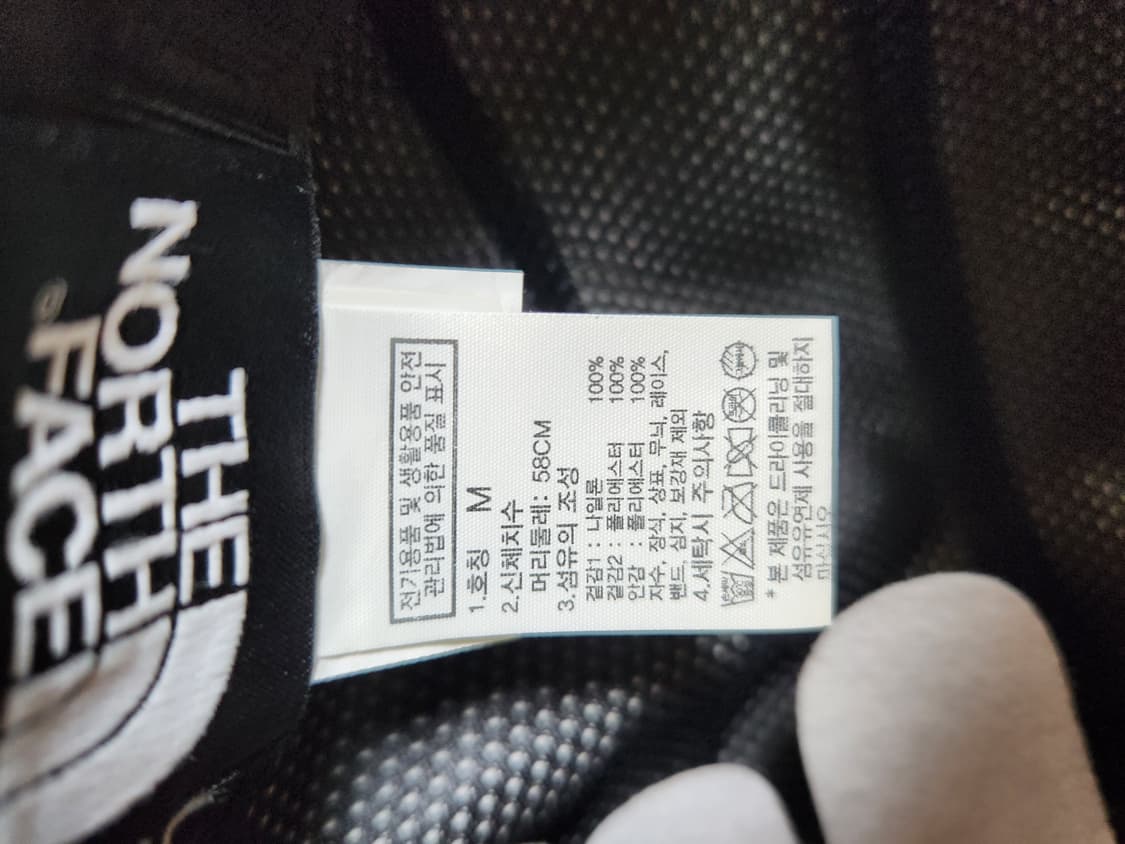 THE
NORTH
FACE
®
전기용품 및 생활용품 안전
관리법에 의한 품질 표시
1.호칭 M
2.신체치수
머리둘레: 58CM
3.섬유의 조성
겉감1 : 나일론 100%
겉감2 : 폴리에스터 100%
안감 : 폴리에스터 100%
자수, 장식, 상표, 무늬, 레이스,
밴드, 심지, 보강재 제외
4.세탁시 주의사항
* 본 제품은 드라이클리닝 및
섬유유연제 사용을 절대하지
마십시오